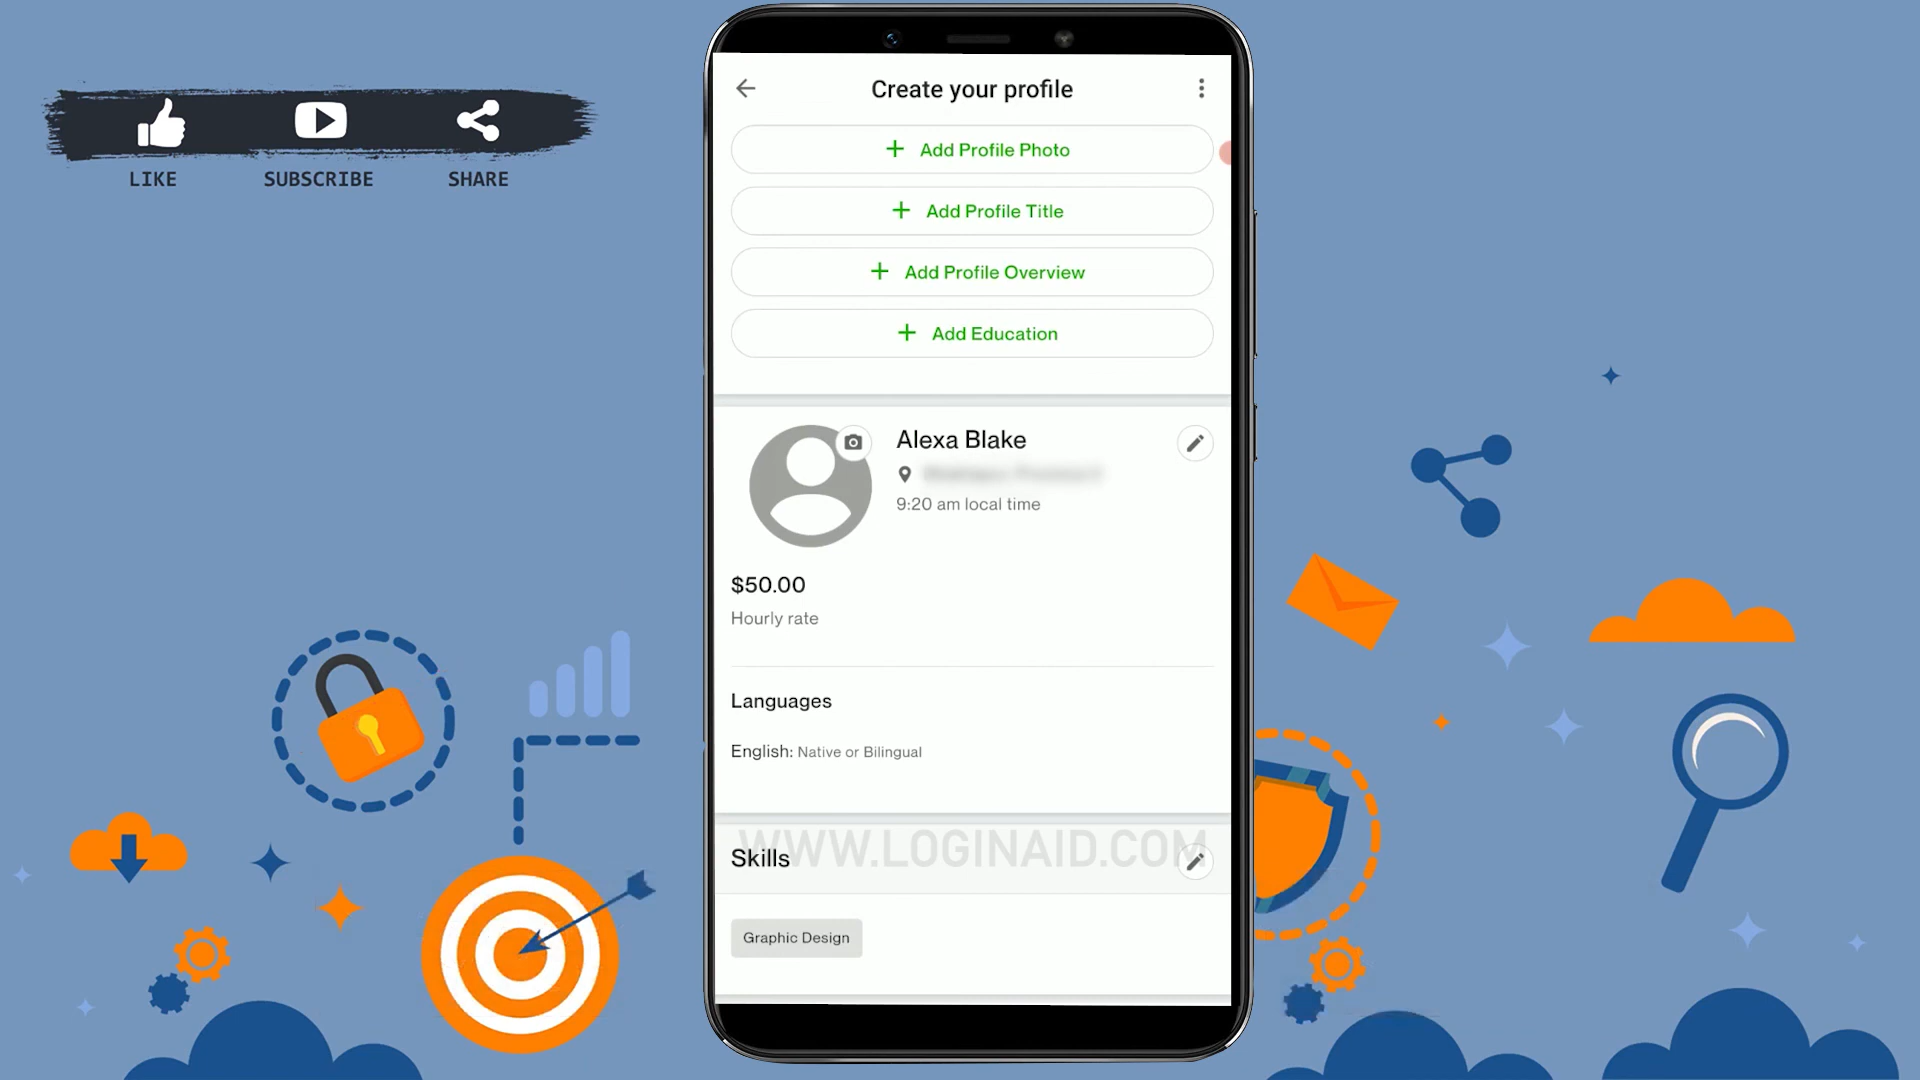 LIKE
SUBSCRIBE
SHARE
Create your profile
+ Add Profile Photo
+ Add Profile Title
+ Add Profile Overview
+ Add Education
Alexa Blake
9:20 am local time
$50.00
Hourly rate
Languages
English: Native or Bilingual
WWW.LOGINAID.COM
Skills
Graphic Design